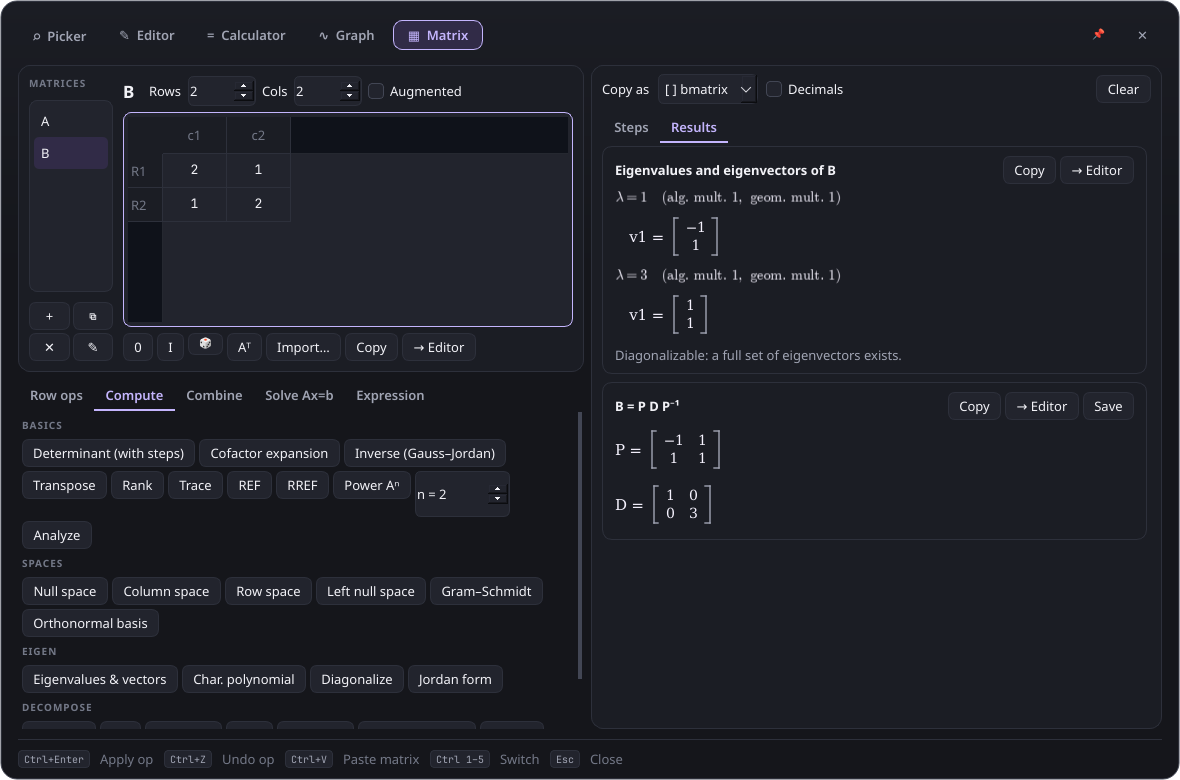 Picker
Editor
= Calculator
Graph
Matrix
MATRICES
A
B
+
✕
B Rows 2 Cols 2 Augmented
c1 c2
R1 2 1
R2 1 2
0 I Aᵀ Import... Copy → Editor
Row ops Compute Combine Solve Ax=b Expression
BASICS
Determinant (with steps) Cofactor expansion Inverse (Gauss–Jordan)
Transpose Rank Trace REF RREF Power Aⁿ n = 2
Analyze
SPACES
Null space Column space Row space Left null space Gram–Schmidt
Orthonormal basis
EIGEN
Eigenvalues & vectors Char. polynomial Diagonalize Jordan form
DECOMPOSE
Copy as [ ] bmatrix Decimals Clear
Steps Results
Eigenvalues and eigenvectors of B Copy → Editor
λ = 1 (alg. mult. 1, geom. mult. 1)
v1 = [ −1
1 ]
λ = 3 (alg. mult. 1, geom. mult. 1)
v1 = [ 1
1 ]
Diagonalizable: a full set of eigenvectors exists.
B = P D P⁻¹ Copy → Editor Save
P = [ −1 1
1 1 ]
D = [ 1 0
0 3 ]
Ctrl+Enter Apply op Ctrl+Z Undo op Ctrl+V Paste matrix Ctrl 1–5 Switch Esc Close